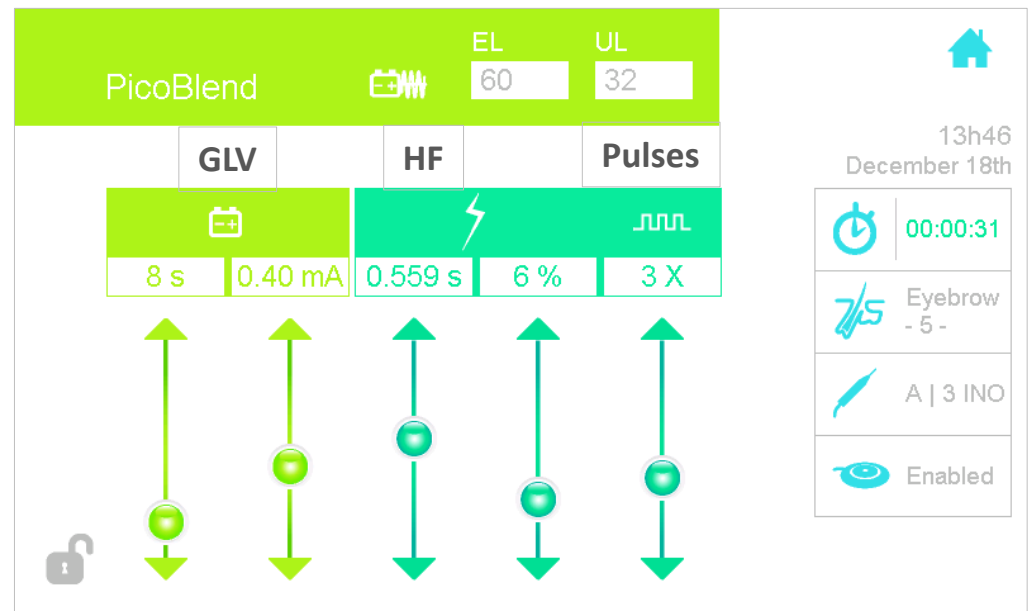 EL UL
PicoBlend 60 32
13h46
December 18th
GLV HF Pulses
8 s 0.40 mA 0.559 s 6 % 3 X
00:00:31
Eyebrow
- 5 -
A | 3 INO
Enabled